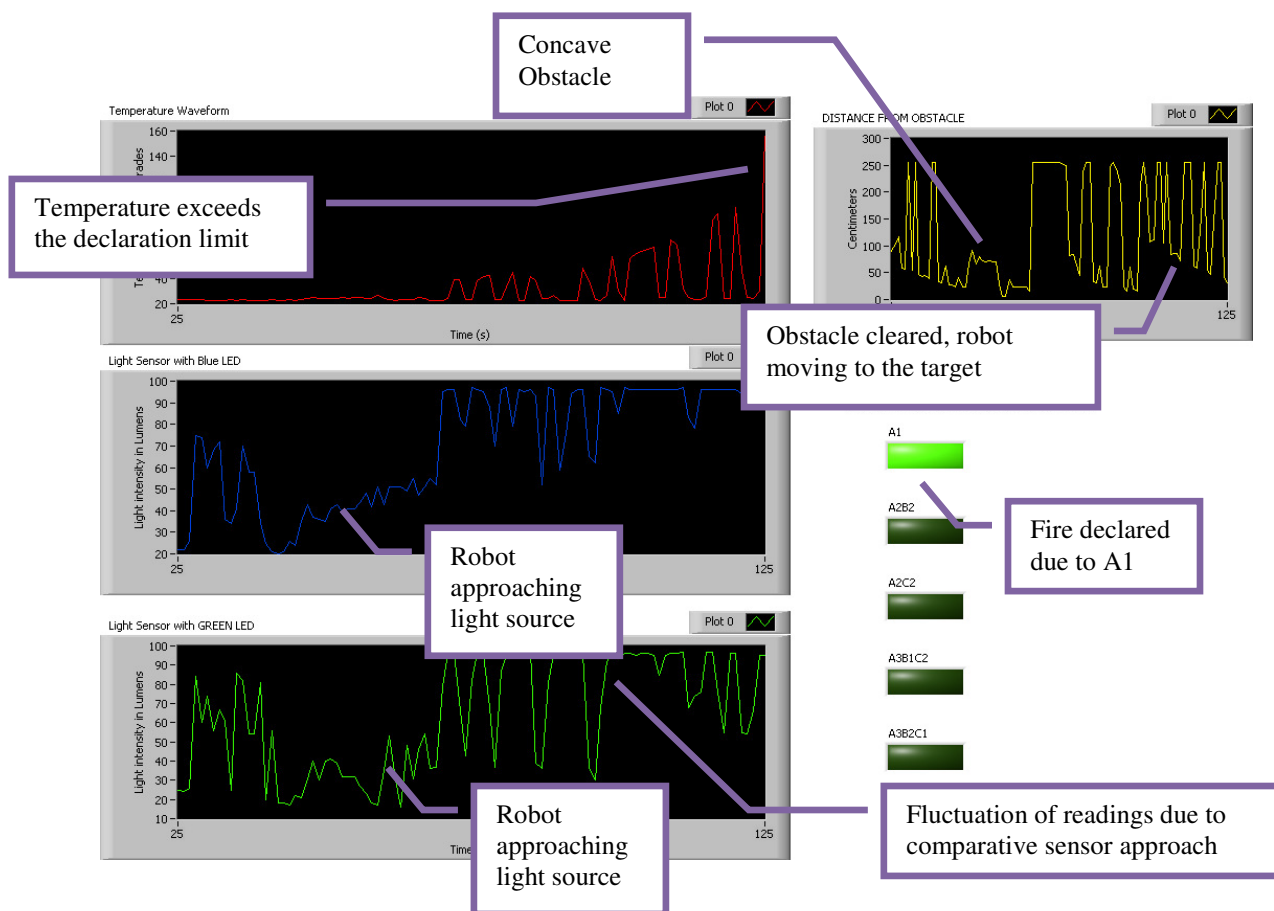 Concave
Obstacle
Temperature Waveform
Plot 0
160
140
rades
Temperature exceeds
the declaration limit
40
20
25
125
Time (s)
DISTANCE FROM OBSTACLE
Plot 0
300
250
200
150
100
50
0
Centimeters
125
Obstacle cleared, robot
moving to the target
Light Sensor with Blue LED
Plot 0
100
90
80
70
60
50
40
30
20
Light intensity in Lumens
25
125
Robot
approaching
light source
A1
A2B2
A2C2
A3B1C2
A3B2C1
Fire declared
due to A1
Light Sensor with GREEN LED
Plot 0
100
90
80
70
60
50
40
30
20
10
Light intensity in Lumens
25
125
Time
Robot
approaching
light source
Fluctuation of readings due to
comparative sensor approach